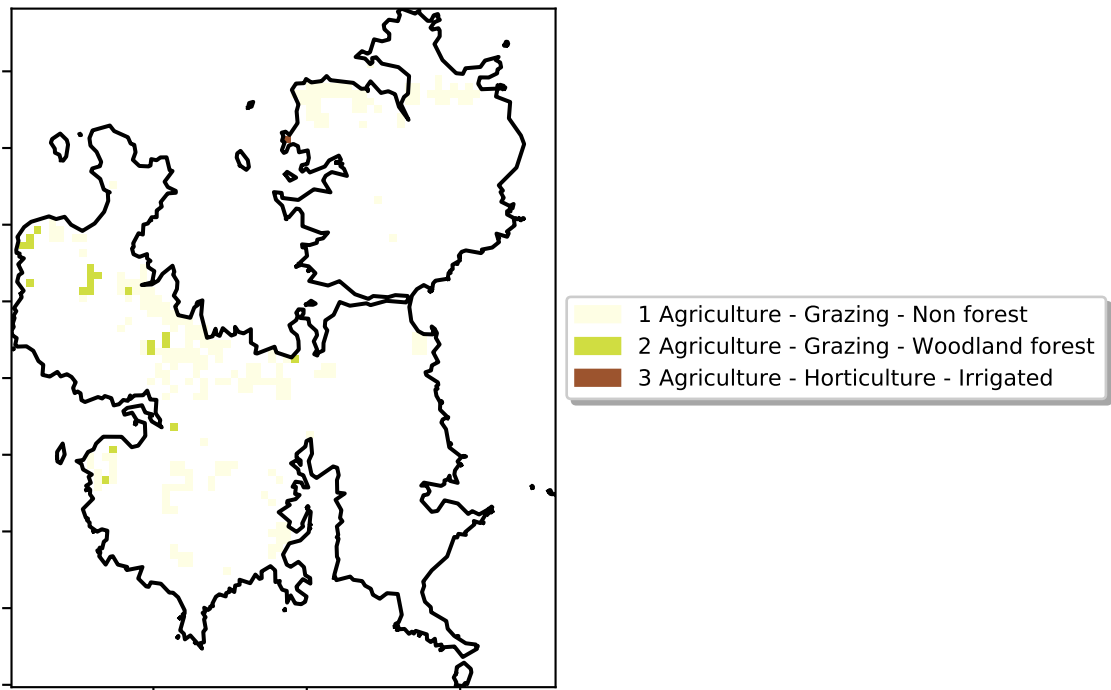 1 Agriculture - Grazing - Non forest
2 Agriculture - Grazing - Woodland forest
3 Agriculture - Horticulture - Irrigated